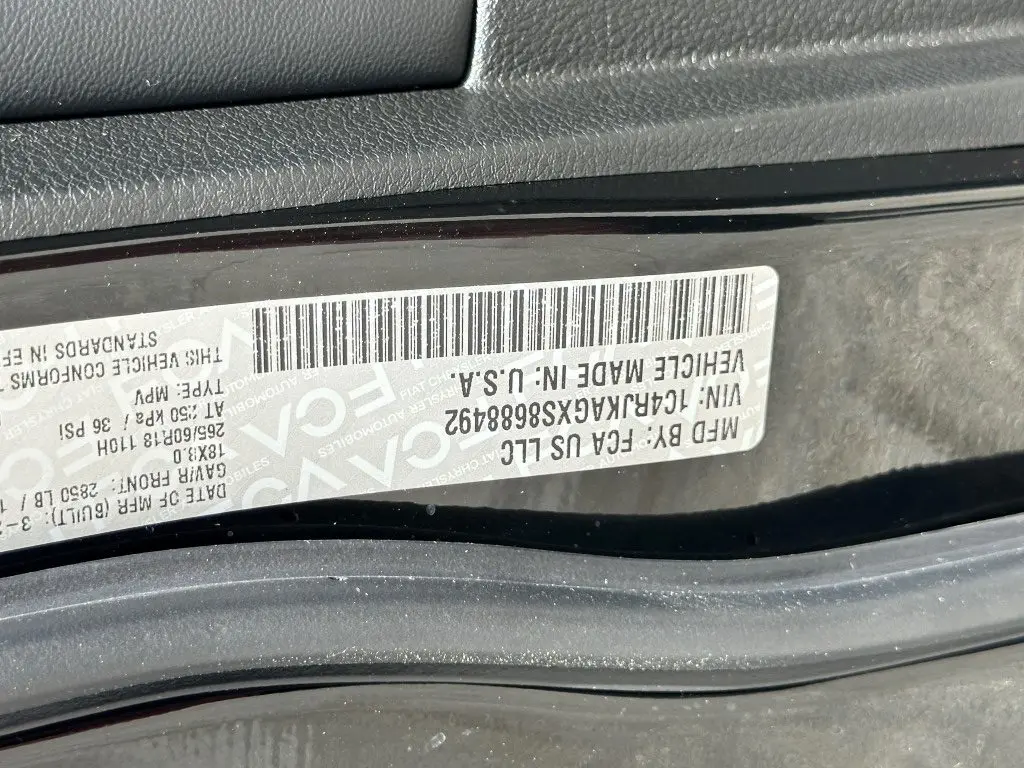 MFD BY: FCA US LLC
VIN: 1C4RJKAGXS8688492
VEHICLE MADE IN: U.S.A.
DATE OF MFR (BUILT): 3-
GAWR FRONT: 2850 LB / 1
18X8.0
265/60R18 110H
AT 250 kPa / 36 PSI
TYPE: MPV
THIS VEHICLE CONFORMS
STANDARDS IN EF